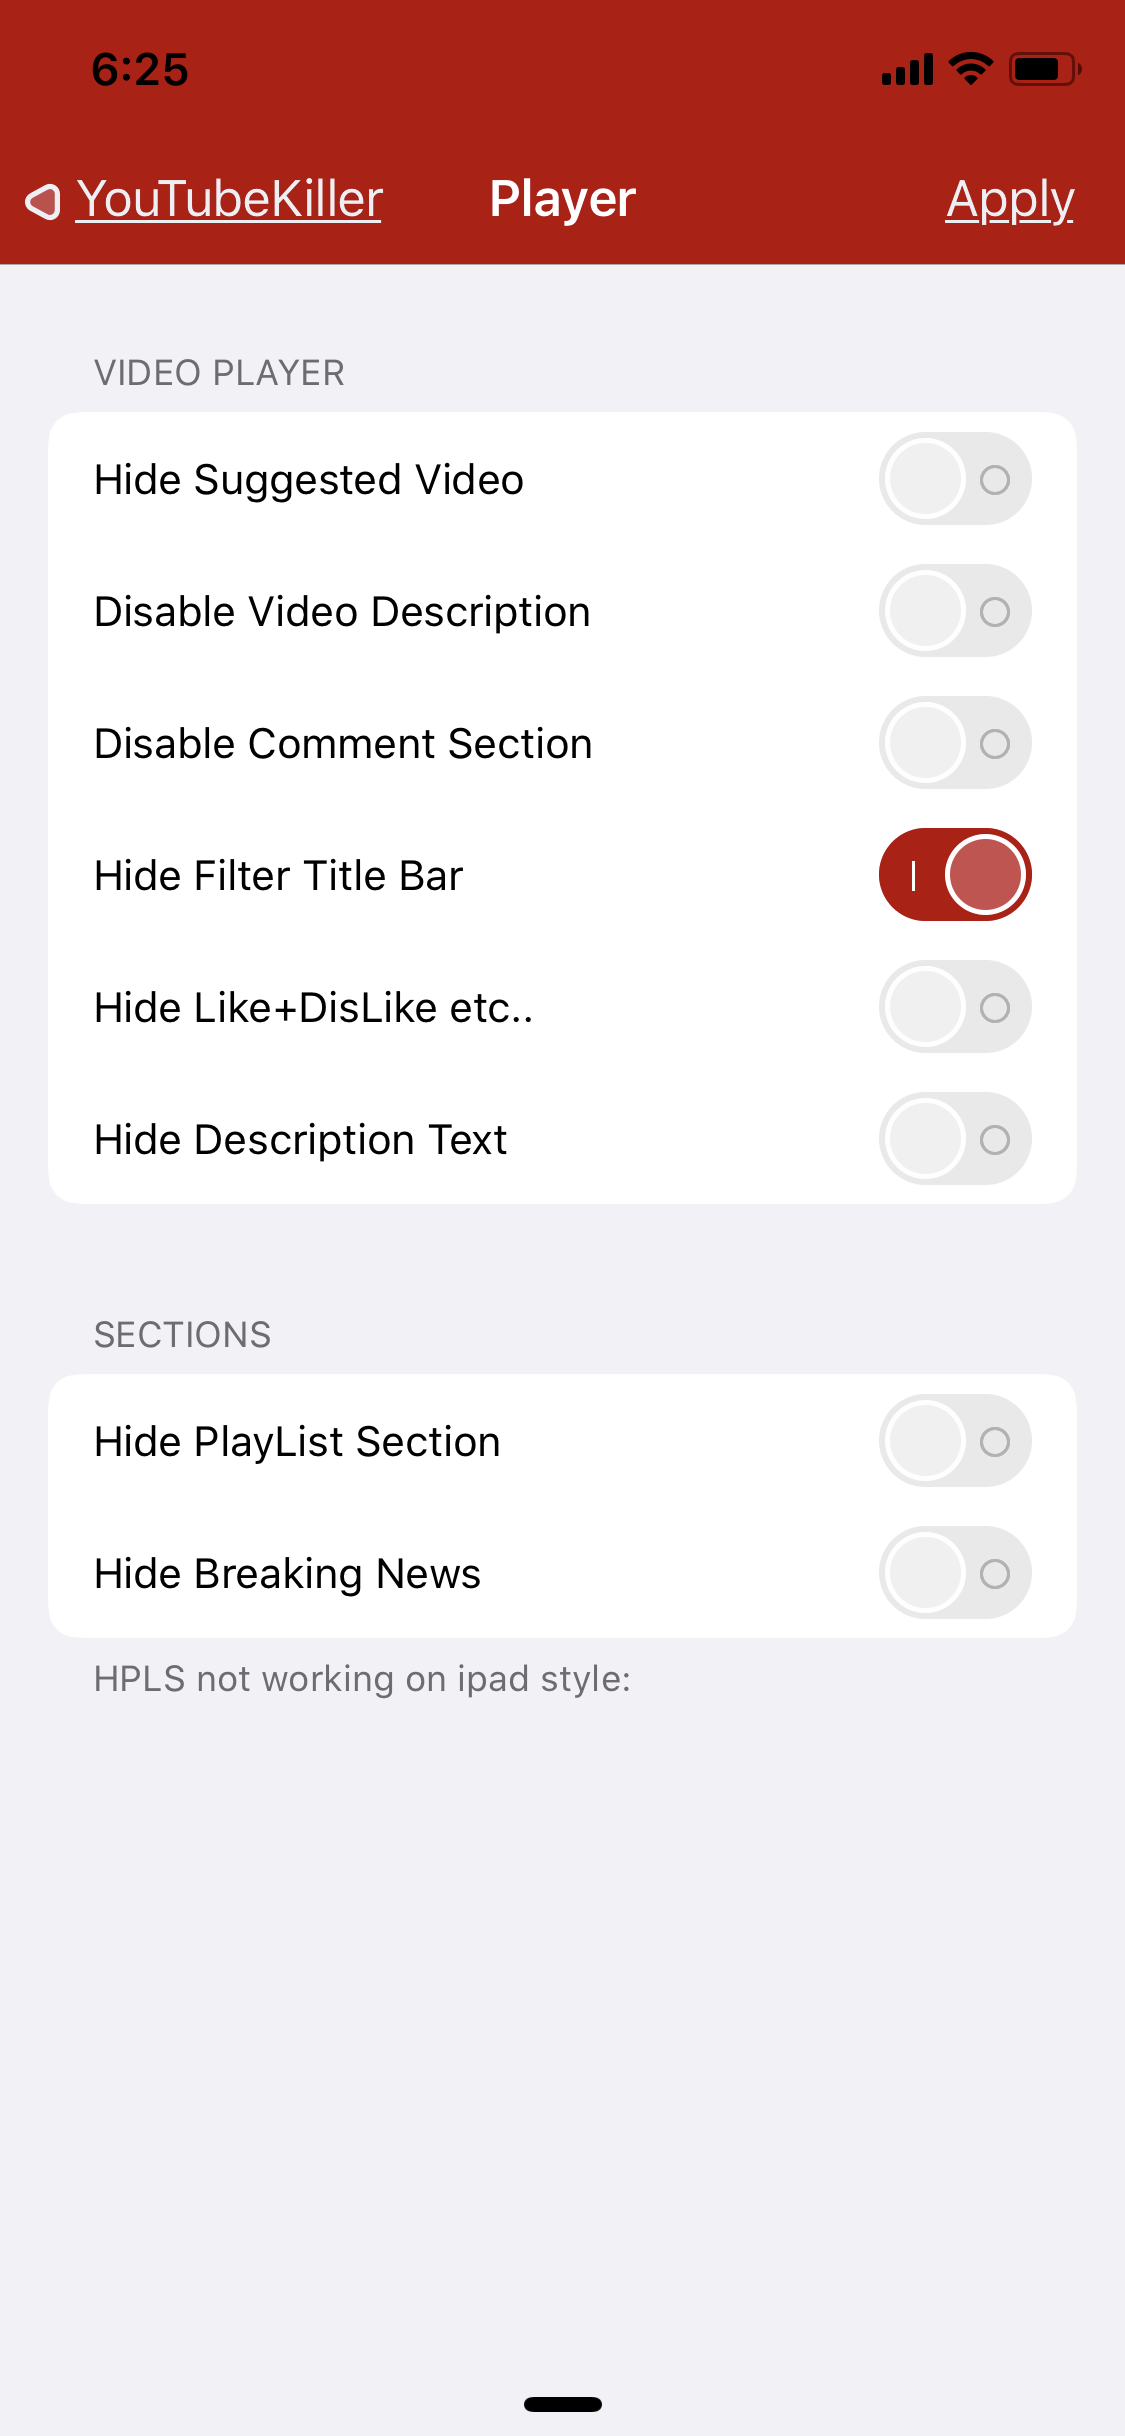 6:25
YouTubeKiller
Player
Apply
VIDEO PLAYER
Hide Suggested Video
Disable Video Description
Disable Comment Section
Hide Filter Title Bar
Hide Like+DisLike etc..
Hide Description Text
SECTIONS
Hide PlayList Section
Hide Breaking News
HPLS not working on ipad style: